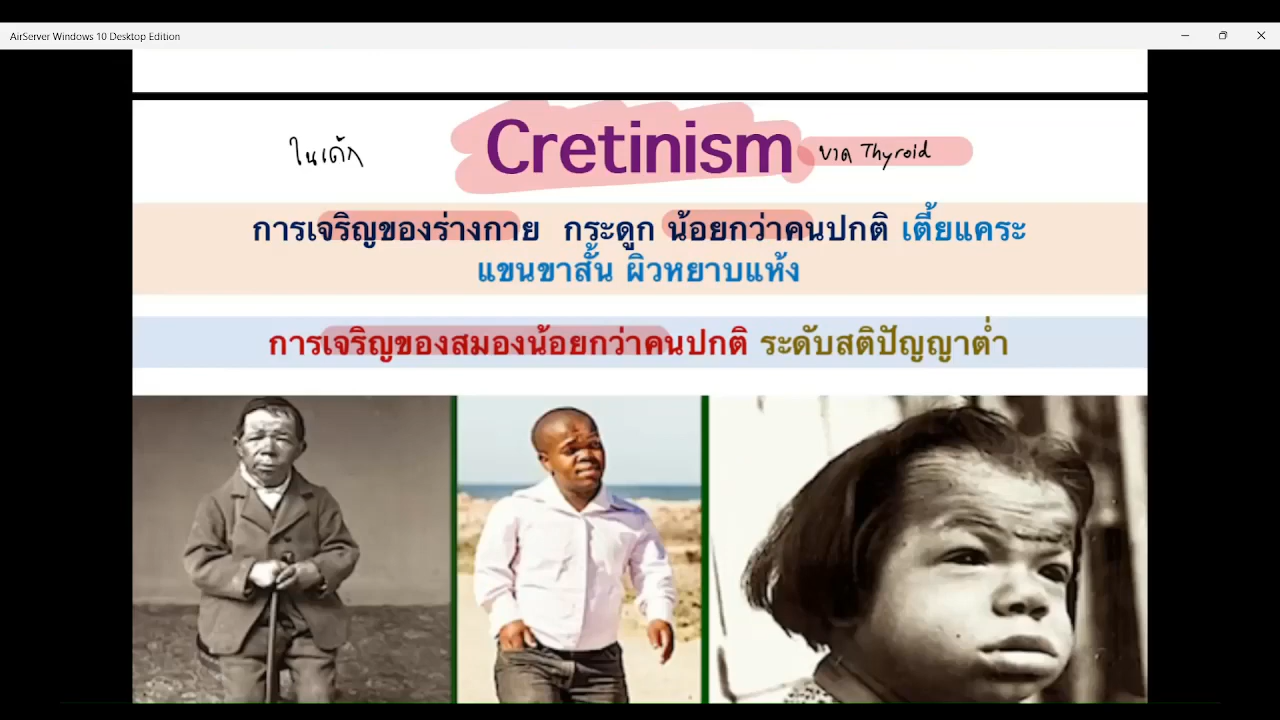 AirServer Windows 10 Desktop Edition
ในเด็ก Cretinism ขาด Thyroid
การเจริญของร่างกาย กระดูก น้อยกว่าคนปกติ เตี้ยแคระ
แขนขาสั้น ผิวหยาบแห้ง
การเจริญของสมองน้อยกว่าคนปกติ ระดับสติปัญญาต่ำ